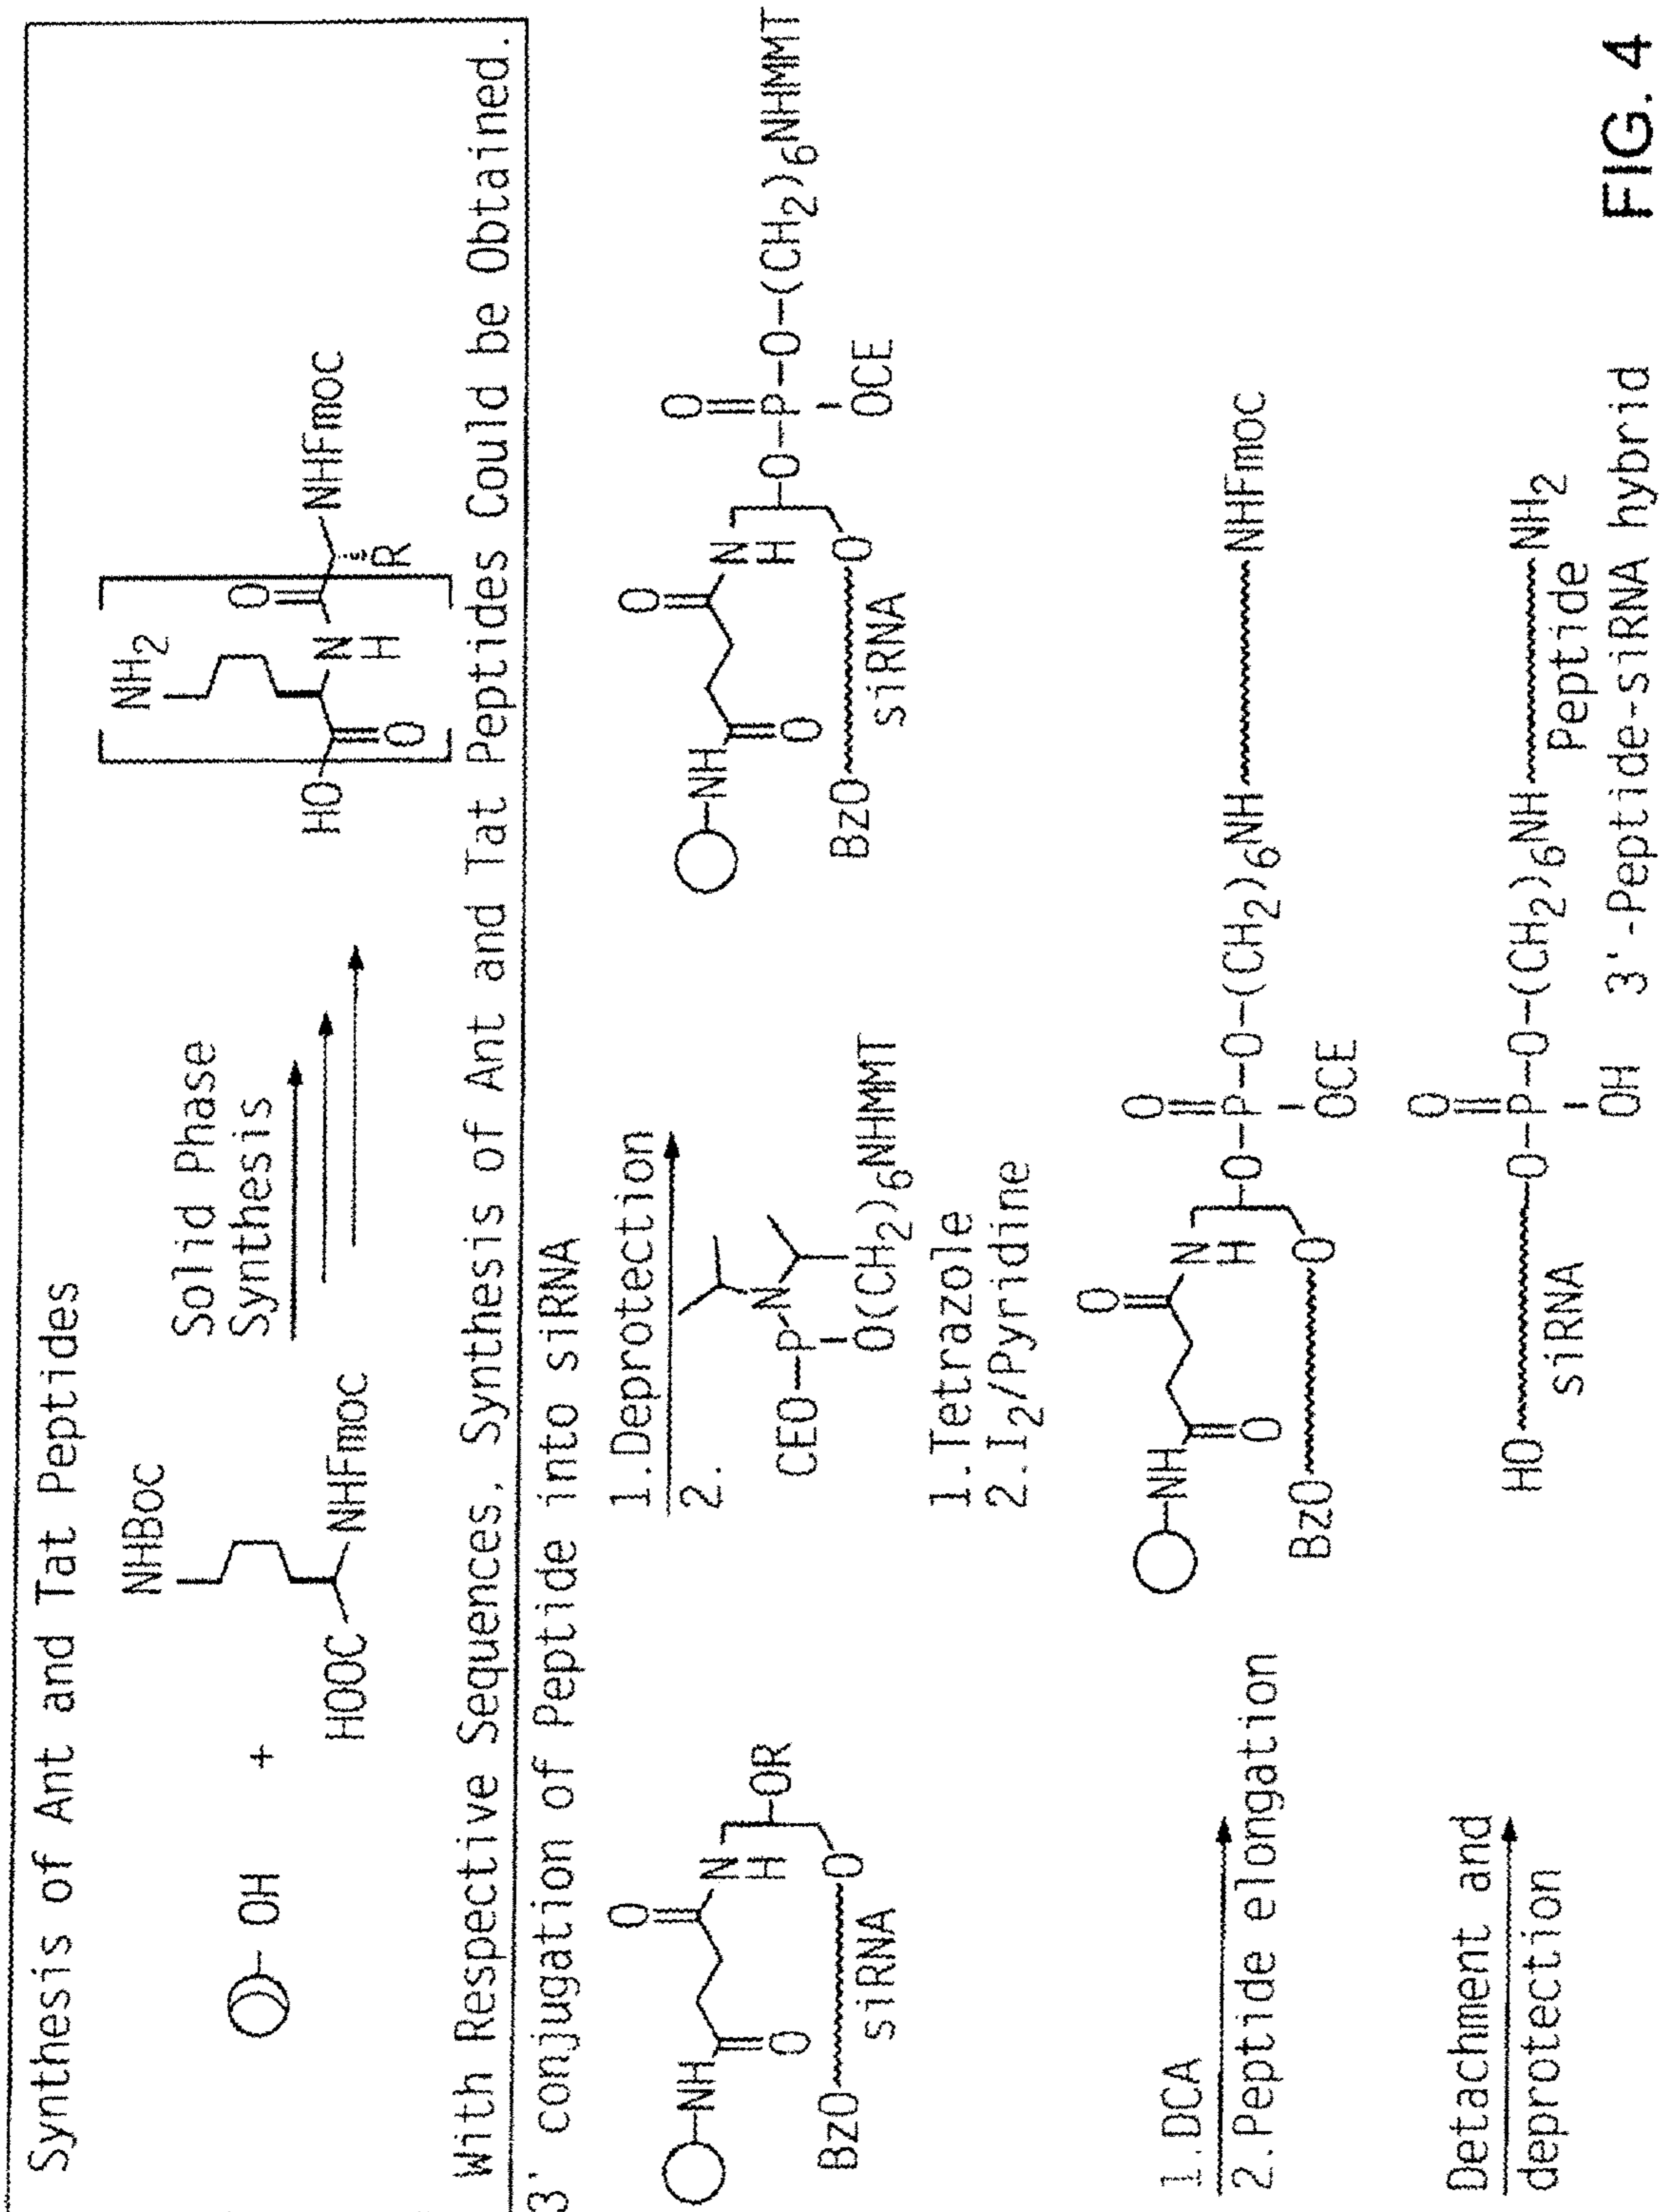 Synthesis of Ant and Tat Peptides
NHBoc
HOOC
NHFmoc
OH
+
Solid Phase
Synthesis
NH2
O
HO
O
N
H
R
NHFmoc
With Respective Sequences, Synthesis of Ant and Tat Peptides Could be Obtained.
3' conjugation of Peptide into siRNA
O
NH
O
N
H
OR
O
BzO
siRNA
1.Deprotection
2.
CEO-P-N
O(CH2)6NHMMT
1.Tetrazole
2.I2/Pyridine
O
NH
O
N
H
O
O-P-O-(CH2)6NHMMT
OCE
O
BzO
siRNA
1.DCA
2.Peptide elongation
O
NH
O
N
H
O
O-P-O-(CH2)6NH
NHFmoc
OCE
O
BzO
siRNA
Detachment and
deprotection
O
HO
O-P-O-(CH2)6NH
NH2
siRNA
OH
Peptide
3'-Peptide-siRNA hybrid
FIG. 4